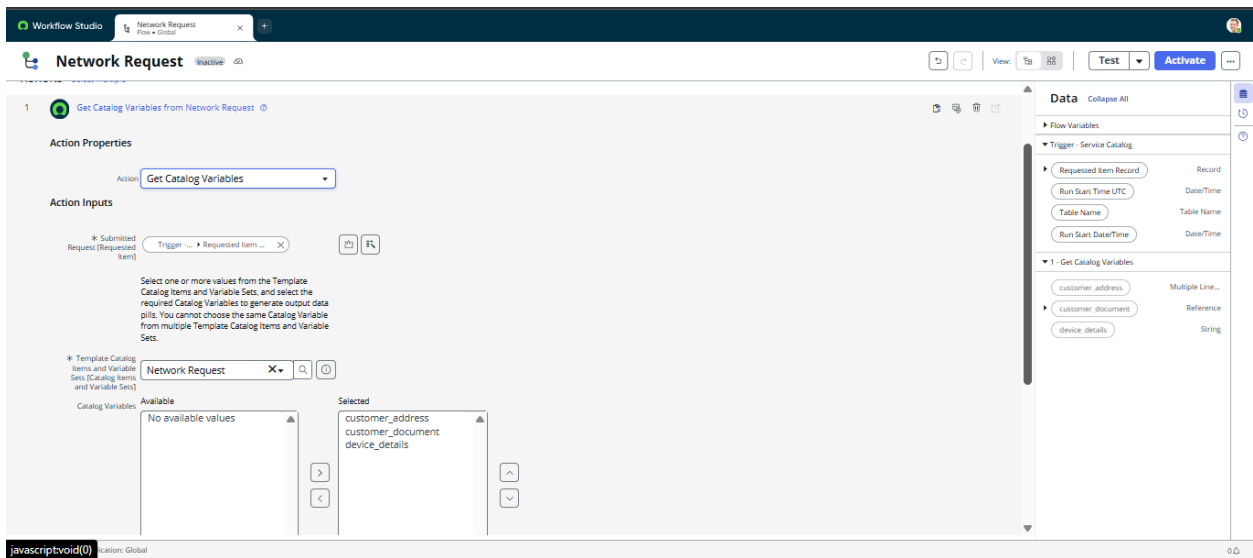 Workflow Studio
Network Request
Flow • Global
Network Request
Inactive
View:
Test
Activate
1
Get Catalog Variables from Network Request
Action Properties
Action
Get Catalog Variables
Action Inputs
* Submitted
Request [Requested
Item]
Trigger -... ▸ Requested Item ...
Select one or more values from the Template
Catalog Items and Variable Sets, and select the
required Catalog Variables to generate output data
pills. You cannot choose the same Catalog Variable
from multiple Template Catalog Items and Variable
Sets.
* Template Catalog
Items and Variable
Sets [Catalog Items
and Variable Sets]
Network Request
Catalog Variables
Available
No available values
Selected
customer_address
customer_document
device_details
Data Collapse All
Flow Variables
Trigger - Service Catalog
Requested Item Record Record
Run Start Time UTC Date/Time
Table Name Table Name
Run Start Date/Time Date/Time
1 - Get Catalog Variables
customer_address Multiple Line...
customer_document Reference
device_details String
javascript:void(0)
ication: Global
0